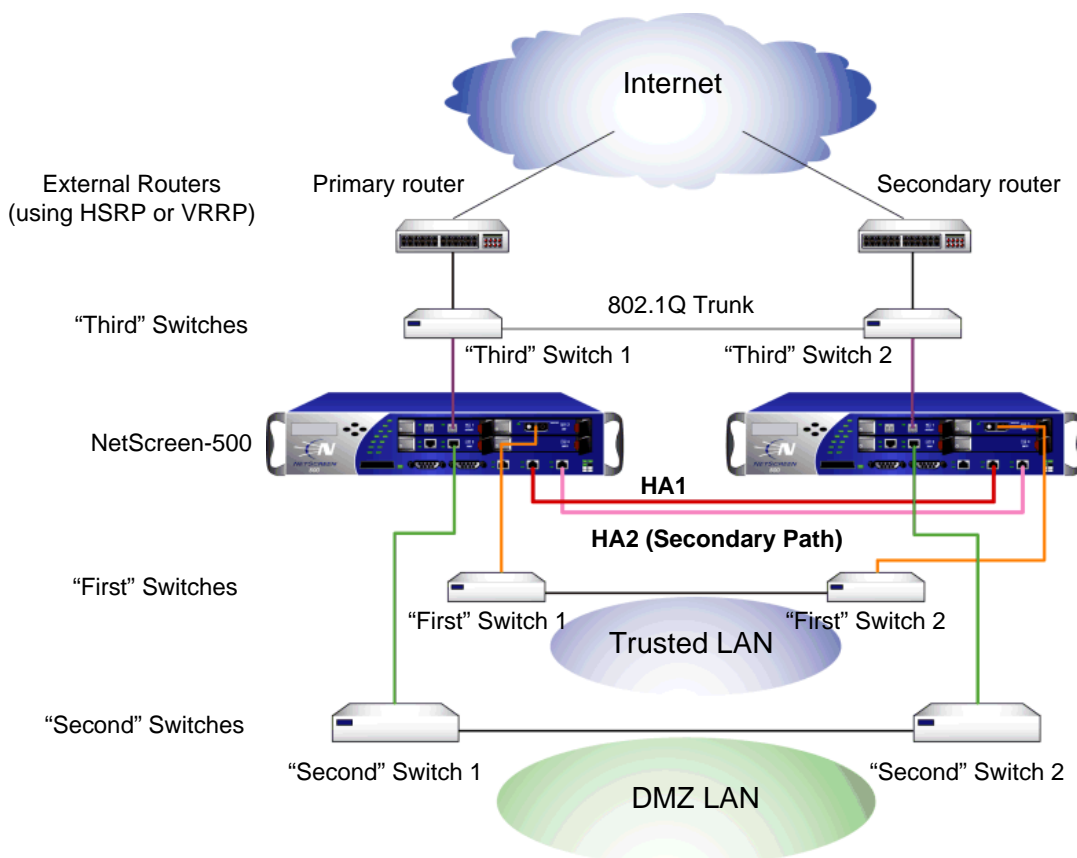 Internet
External Routers
(using HSRP or VRRP)
Primary router
Secondary router
802.1Q Trunk
“Third” Switches
“Third” Switch 1
“Third” Switch 2
NetScreen-500
N
NETSCREEN
N
NETSCREEN
HA1
HA2 (Secondary Path)
“First” Switches
“First” Switch 1
“First” Switch 2
Trusted LAN
“Second” Switches
“Second” Switch 1
“Second” Switch 2
DMZ LAN